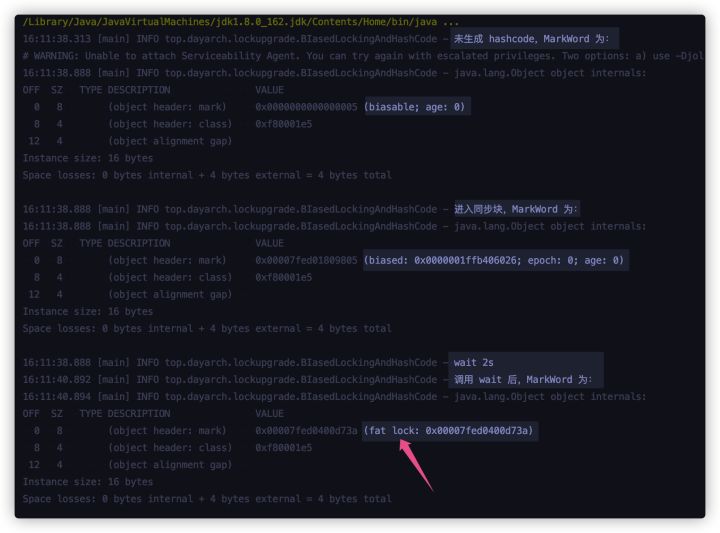 /Library/Java/JavaVirtualMachines/jdk1.8.0_162.jdk/Contents/Home/bin/java ...
16:11:38.313 [main] INFO top.dayarch.lockupgrade.BIasedLockingAndHashCode - 未生成 hashcode，MarkWord 为：
# WARNING: Unable to attach Serviceability Agent. You can try again with escalated privileges. Two options: a) use -Djol
16:11:38.888 [main] INFO top.dayarch.lockupgrade.BIasedLockingAndHashCode - java.lang.Object object internals:
OFF SZ TYPE DESCRIPTION VALUE
0 8 (object header: mark) 0x0000000000000005 (biasable; age: 0)
8 4 (object header: class) 0xf80001e5
12 4 (object alignment gap)
Instance size: 16 bytes
Space losses: 0 bytes internal + 4 bytes external = 4 bytes total
16:11:38.888 [main] INFO top.dayarch.lockupgrade.BIasedLockingAndHashCode - 进入同步块，MarkWord 为：
16:11:38.888 [main] INFO top.dayarch.lockupgrade.BIasedLockingAndHashCode - java.lang.Object object internals:
OFF SZ TYPE DESCRIPTION VALUE
0 8 (object header: mark) 0x00007fed01809805 (biased: 0x0000001ffb406026; epoch: 0; age: 0)
8 4 (object header: class) 0xf80001e5
12 4 (object alignment gap)
Instance size: 16 bytes
Space losses: 0 bytes internal + 4 bytes external = 4 bytes total
16:11:38.888 [main] INFO top.dayarch.lockupgrade.BIasedLockingAndHashCode - wait 2s
16:11:40.892 [main] INFO top.dayarch.lockupgrade.BIasedLockingAndHashCode - 调用 wait 后，MarkWord 为：
16:11:40.894 [main] INFO top.dayarch.lockupgrade.BIasedLockingAndHashCode - java.lang.Object object internals:
OFF SZ TYPE DESCRIPTION VALUE
0 8 (object header: mark) 0x00007fed0400d73a (fat lock: 0x00007fed0400d73a)
8 4 (object header: class) 0xf80001e5
12 4 (object alignment gap)
Instance size: 16 bytes
Space losses: 0 bytes internal + 4 bytes external = 4 bytes total